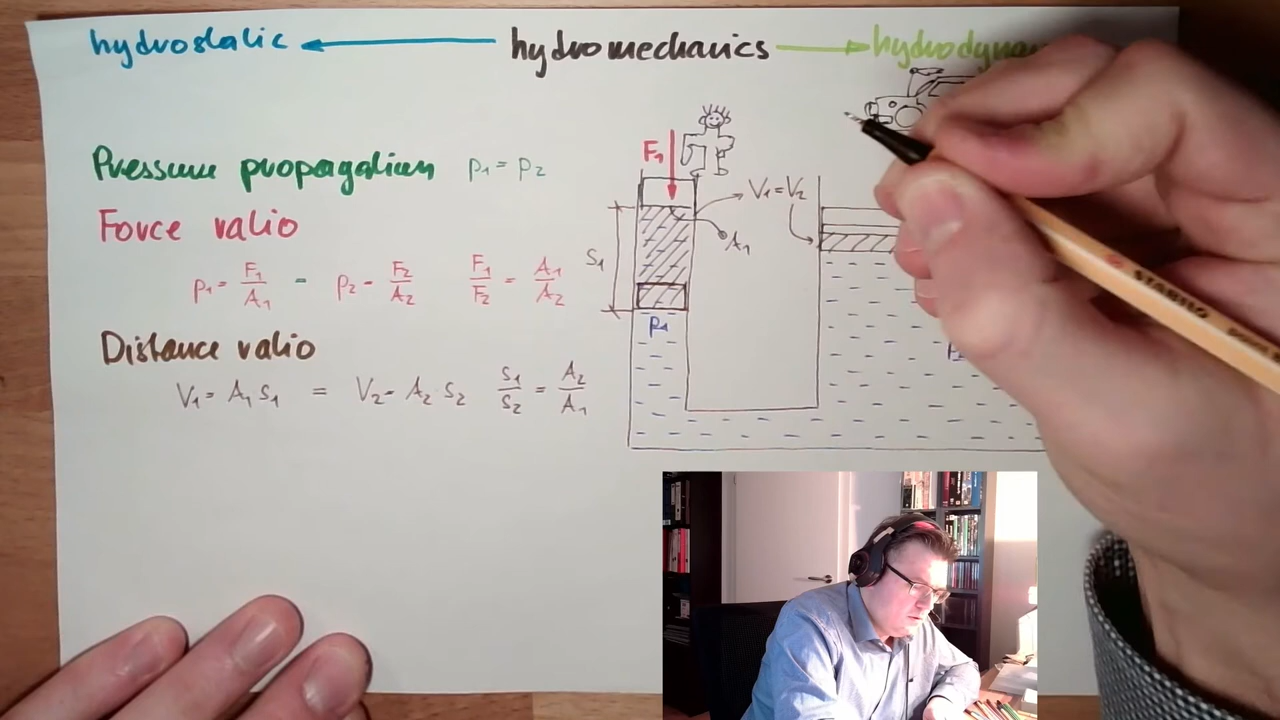 hydrostatic hydromechanics hydrodyna
Pressure propagation p₁ = p₂
Force ratio
p₁ = F₁/A₁ = p₂ = F₂/A₂ F₁/F₂ = A₁/A₂
Distance ratio
V₁ = A₁ s₁ = V₂ = A₂ s₂ s₁/s₂ = A₂/A₁
F₁
V₁ = V₂
A₁
s₁
p₁
STABILO